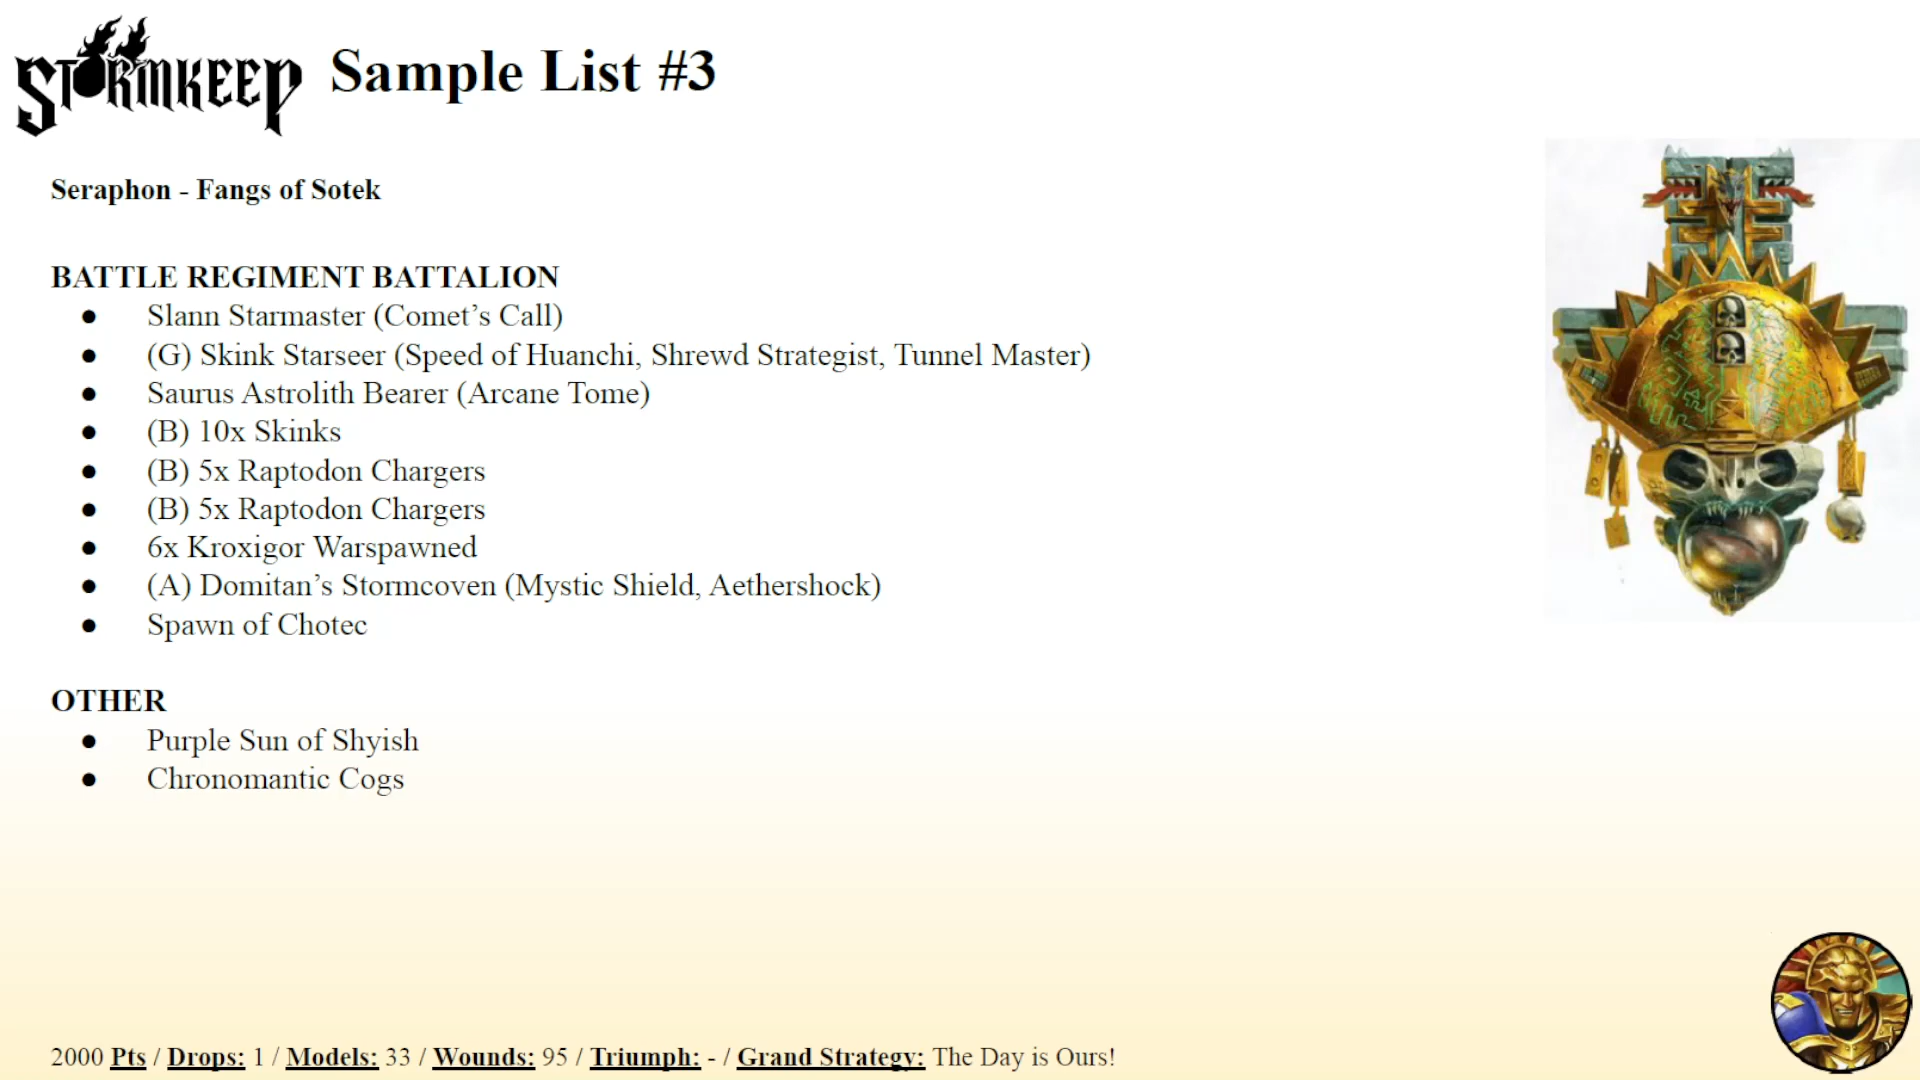 STORMKEEP
Sample List #3
Seraphon - Fangs of Sotek
BATTLE REGIMENT BATTALION
● Slann Starmaster (Comet’s Call)
● (G) Skink Starseer (Speed of Huanchi, Shrewd Strategist, Tunnel Master)
● Saurus Astrolith Bearer (Arcane Tome)
● (B) 10x Skinks
● (B) 5x Raptodon Chargers
● (B) 5x Raptodon Chargers
● 6x Kroxigor Warspawned
● (A) Domitan’s Stormcoven (Mystic Shield, Aethershock)
● Spawn of Chotec
OTHER
● Purple Sun of Shyish
● Chronomantic Cogs
2000 Pts / Drops: 1 / Models: 33 / Wounds: 95 / Triumph: - / Grand Strategy: The Day is Ours!